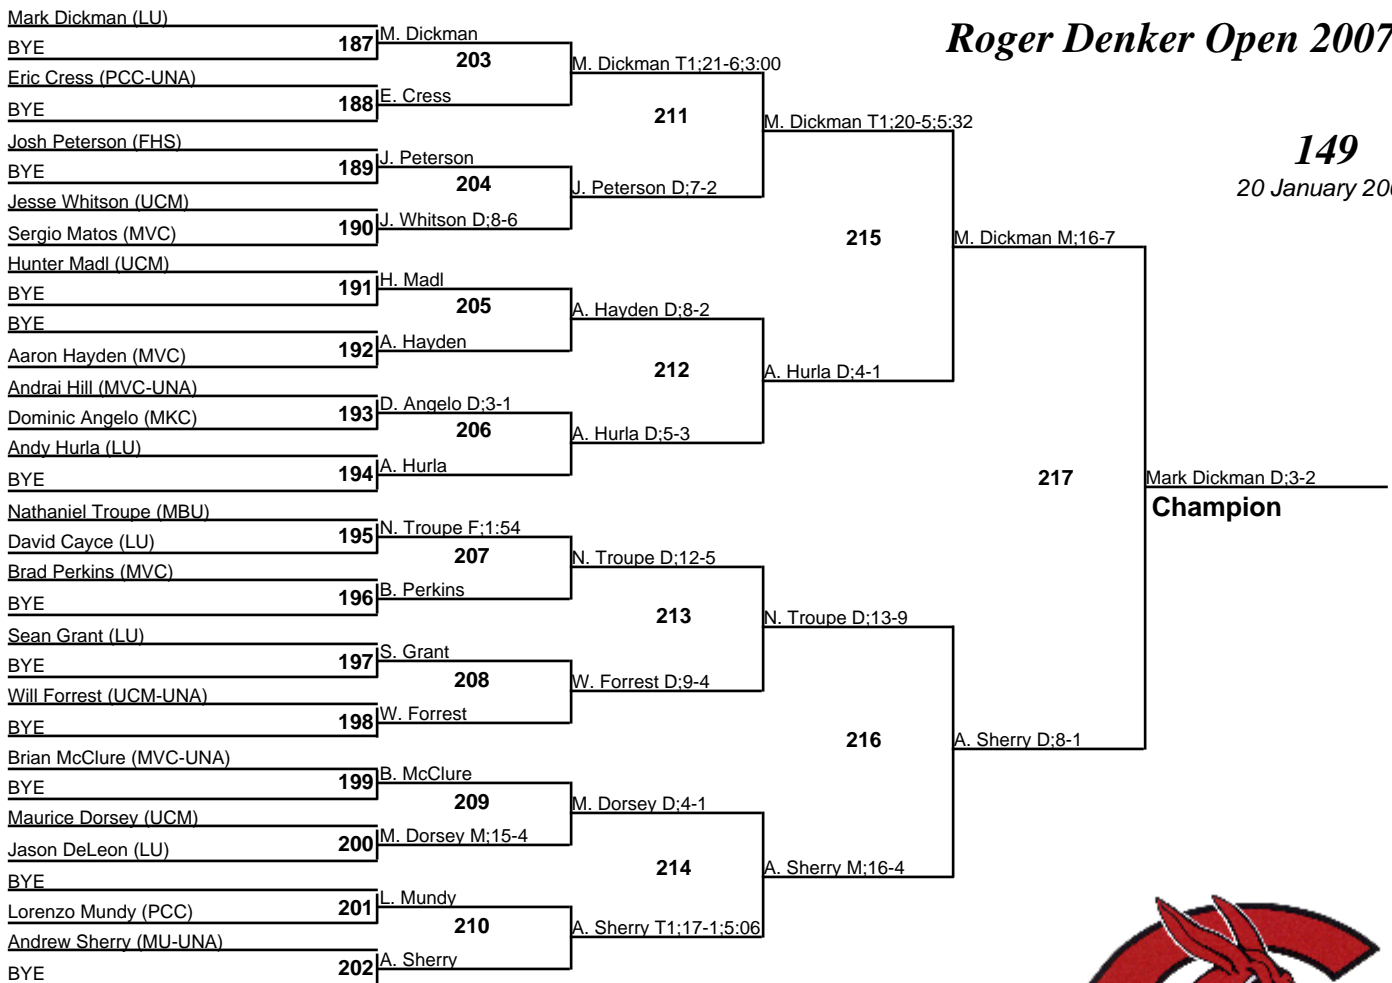 Roger Denker Open 2007
149
20 January 200
Mark Dickman (LU)
BYE
187
Eric Cress (PCC-UNA)
BYE
188
Josh Peterson (FHS)
BYE
189
Jesse Whitson (UCM)
Sergio Matos (MVC)
190
Hunter Madl (UCM)
BYE
191
BYE
Aaron Hayden (MVC)
192
Andrai Hill (MVC-UNA)
Dominic Angelo (MKC)
193
Andy Hurla (LU)
BYE
194
Nathaniel Troupe (MBU)
David Cayce (LU)
195
Brad Perkins (MVC)
BYE
196
Sean Grant (LU)
BYE
197
Will Forrest (UCM-UNA)
BYE
198
Brian McClure (MVC-UNA)
BYE
199
Maurice Dorsey (UCM)
Jason DeLeon (LU)
200
BYE
Lorenzo Mundy (PCC)
201
Andrew Sherry (MU-UNA)
BYE
202
M. Dickman
203
E. Cress
J. Peterson
204
J. Whitson D;8-6
H. Madl
205
A. Hayden
D. Angelo D;3-1
206
A. Hurla
N. Troupe F;1:54
207
B. Perkins
S. Grant
208
W. Forrest
B. McClure
209
M. Dorsey M;15-4
L. Mundy
210
A. Sherry
M. Dickman T1;21-6;3:00
211
J. Peterson D;7-2
A. Hayden D;8-2
212
A. Hurla D;5-3
N. Troupe D;12-5
213
W. Forrest D;9-4
M. Dorsey D;4-1
214
A. Sherry T1;17-1;5:06
M. Dickman T1;20-5;5:32
215
A. Hurla D;4-1
N. Troupe D;13-9
216
A. Sherry M;16-4
M. Dickman M;16-7
217
A. Sherry D;8-1
Mark Dickman D;3-2
Champion